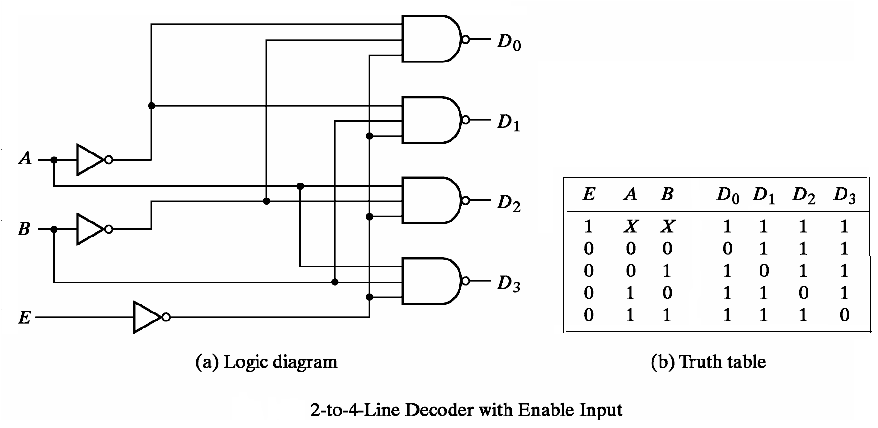 D0
D1
A
D2
B
D3
E
E A B D0 D1 D2 D3
1 X X 1 1 1 1
0 0 0 0 1 1 1
0 0 1 1 0 1 1
0 1 0 1 1 0 1
0 1 1 1 1 1 0
(a) Logic diagram
(b) Truth table
2-to-4-Line Decoder with Enable Input